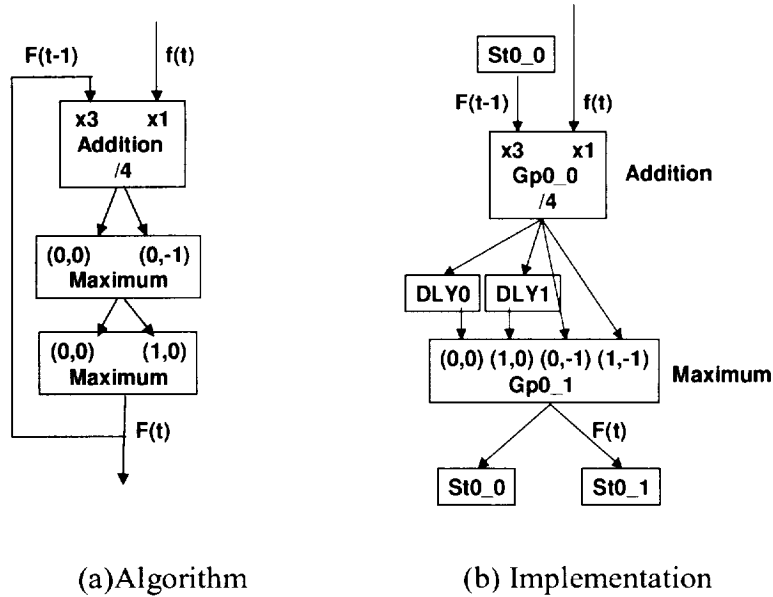 F(t-1) f(t)
x3 x1
Addition
/4
(0,0) (0,-1)
Maximum
(0,0) (1,0)
Maximum
F(t)
(a)Algorithm
St0_0
F(t-1) f(t)
x3 x1
Gp0_0
/4
Addition
DLY0 DLY1
(0,0) (1,0) (0,-1) (1,-1)
Gp0_1
Maximum
F(t)
St0_0 St0_1
(b) Implementation